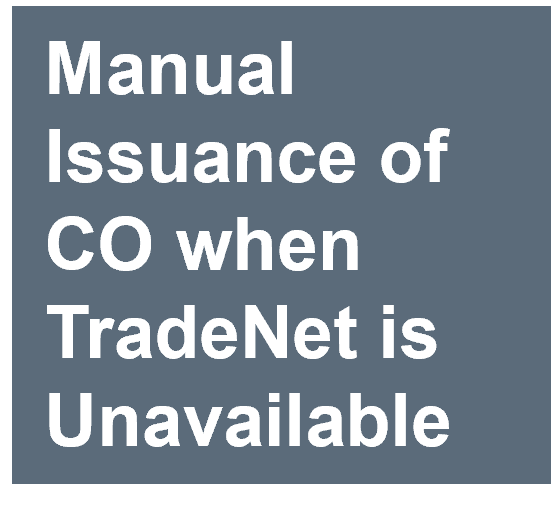 Manual
Issuance of
CO when
TradeNet is
Unavailable